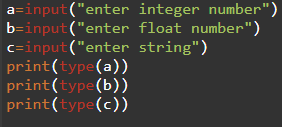 a=input("enter integer number")
b=input("enter float number")
c=input("enter string")
print(type(a))
print(type(b))
print(type(c))